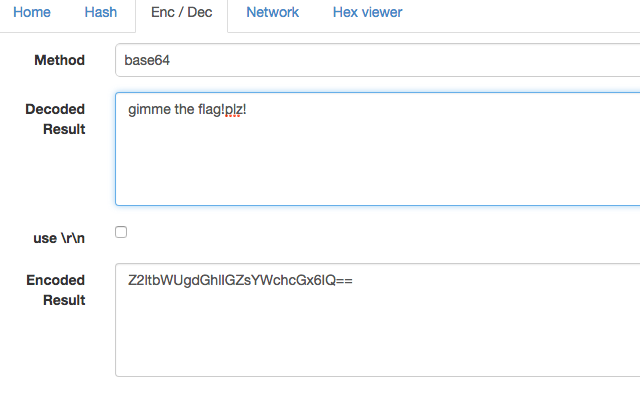 Home Hash Enc / Dec Network Hex viewer
Method base64
Decoded Result
gimme the flag!plz!
use \r\n
Encoded Result
Z2ltbWUgdGhlIGZsYWchcGx6IQ==